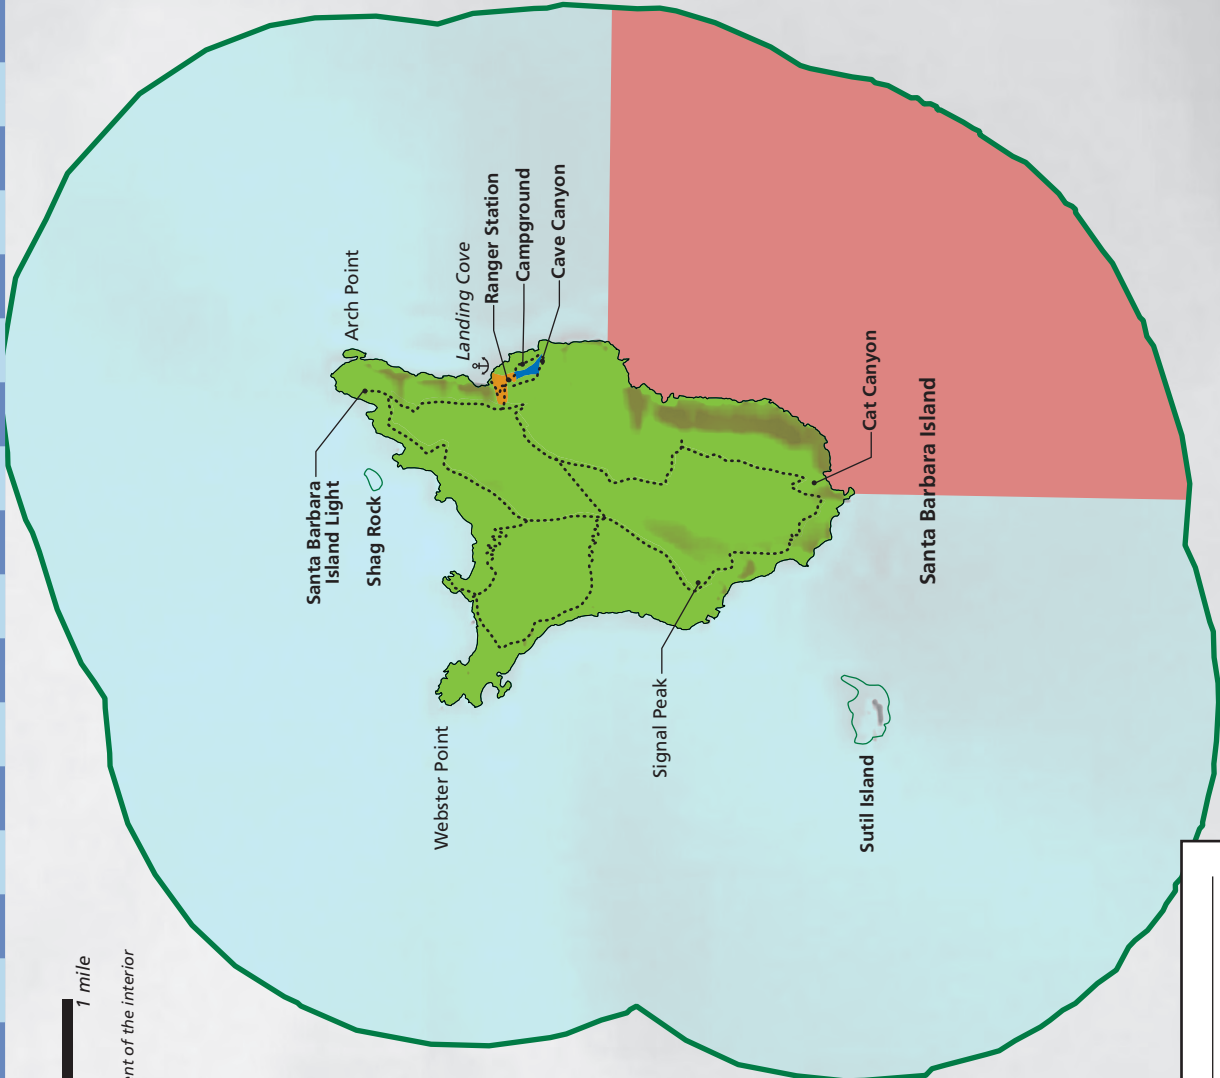 1 mile
ent of the interior
Santa Barbara
Island Light
Arch Point
Shag Rock
Webster Point
Landing Cove
Ranger Station
Campground
Cave Canyon
Signal Peak
Cat Canyon
Sutil Island
Santa Barbara Island